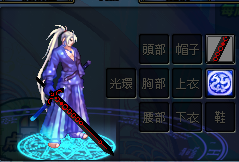 頭部 帽子
光環 胸部 上衣
腰部 下衣 鞋